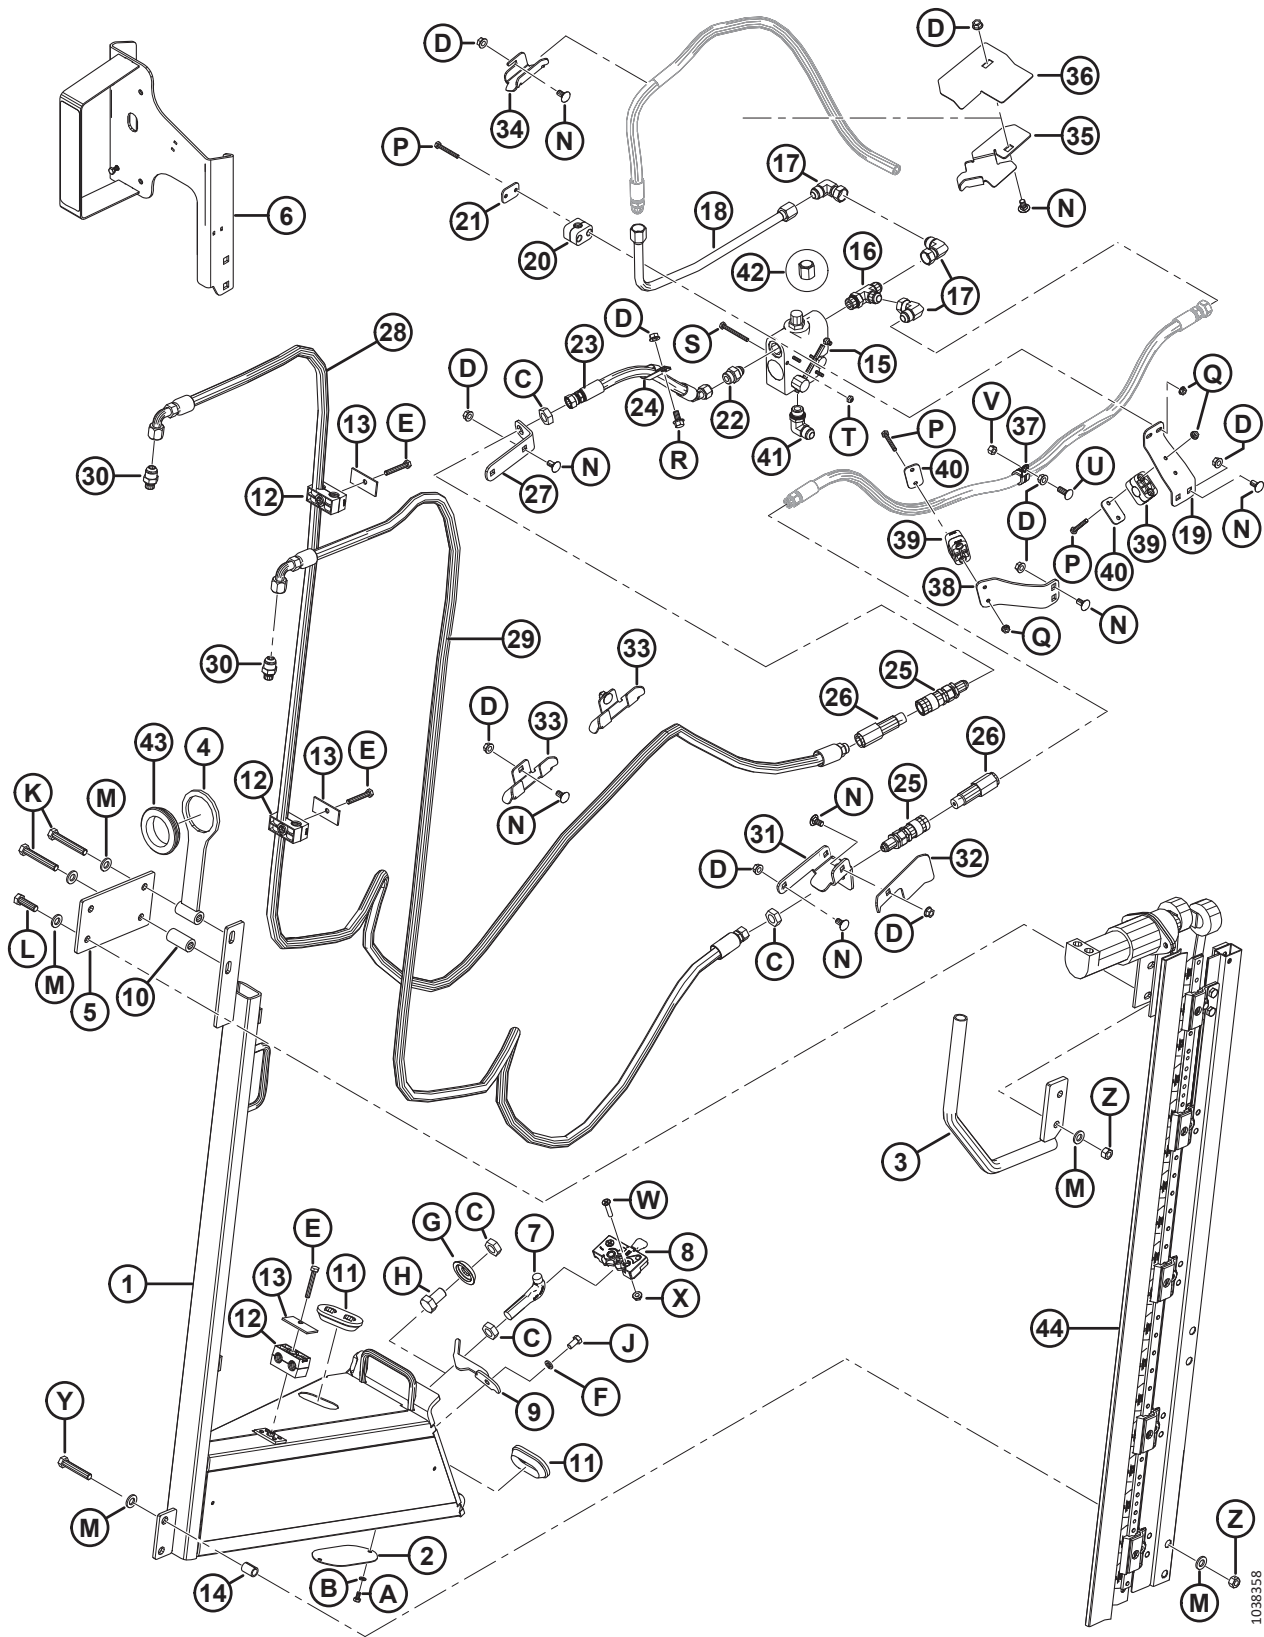 D
D
36
34
N
35
P
17
6
21
18
N
20
16
42
17
28
D
S
23
15
D
C
24
22
T
Q
V
37
D
13
E
P
41
40
U
30
N
R
27
12
D
39
N
39
19
P
40
38
N
29
Q
30
33
25
D
26
33
43
4
13
E
26
12
K
M
N
25
N
31
D
32
L
M
5
10
D
N
C
Z
3
M
W
G
C
7
E
8
1
13
11
H
X
12
C
J
44
F
9
Y
11
M
2
Z
B
A
14
M
1038358